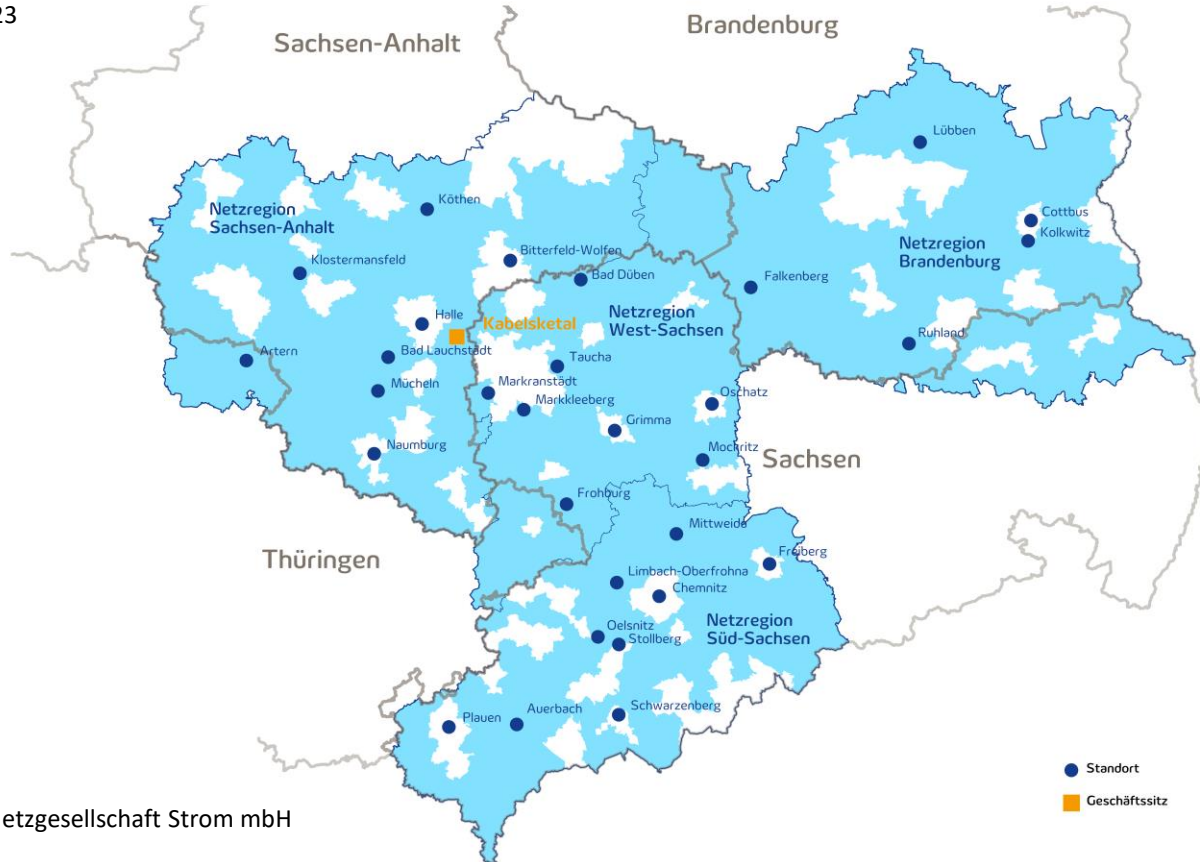 23
Brandenburg
Sachsen-Anhalt
Lübben
Köthen
Netzregion
Sachsen-Anhalt
Cottbus
Kolkwitz
Netzregion
Brandenburg
Bitterfeld-Wolfen
Klostermansfeld
Bad Düben
Falkenberg
Netzregion
West-Sachsen
Halle
Kabelsketal
Ruhland
Artern
Bad Lauchstädt
Taucha
Mücheln
Markranstädt
Markkleeberg
Oschatz
Grimma
Naumburg
Mockritz
Sachsen
Frohburg
Mittweida
Thüringen
Freiberg
Limbach-Oberfrohna
Chemnitz
Oelsnitz
Stollberg
Netzregion
Süd-Sachsen
Schwarzenberg
Auerbach
Plauen
Standort
Geschäftssitz
etzgesellschaft Strom mbH